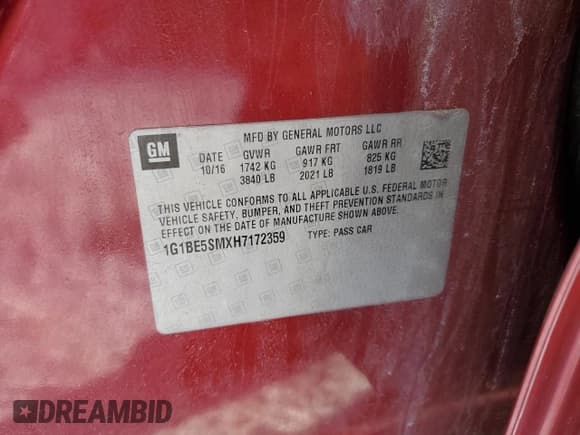 GM
MFD BY GENERAL MOTORS LLC
DATE GVWR GAWR FRT GAWR RR
10/16 1742 KG 917 KG 825 KG
3840 LB 2021 LB 1819 LB
THIS VEHICLE CONFORMS TO ALL APPLICABLE U.S. FEDERAL MOTOR
VEHICLE SAFETY, BUMPER, AND THEFT PREVENTION STANDARDS IN
EFFECT ON THE DATE OF MANUFACTURE SHOWN ABOVE.
1G1BE5SMXH7172359 TYPE: PASS CAR
DREAMBID